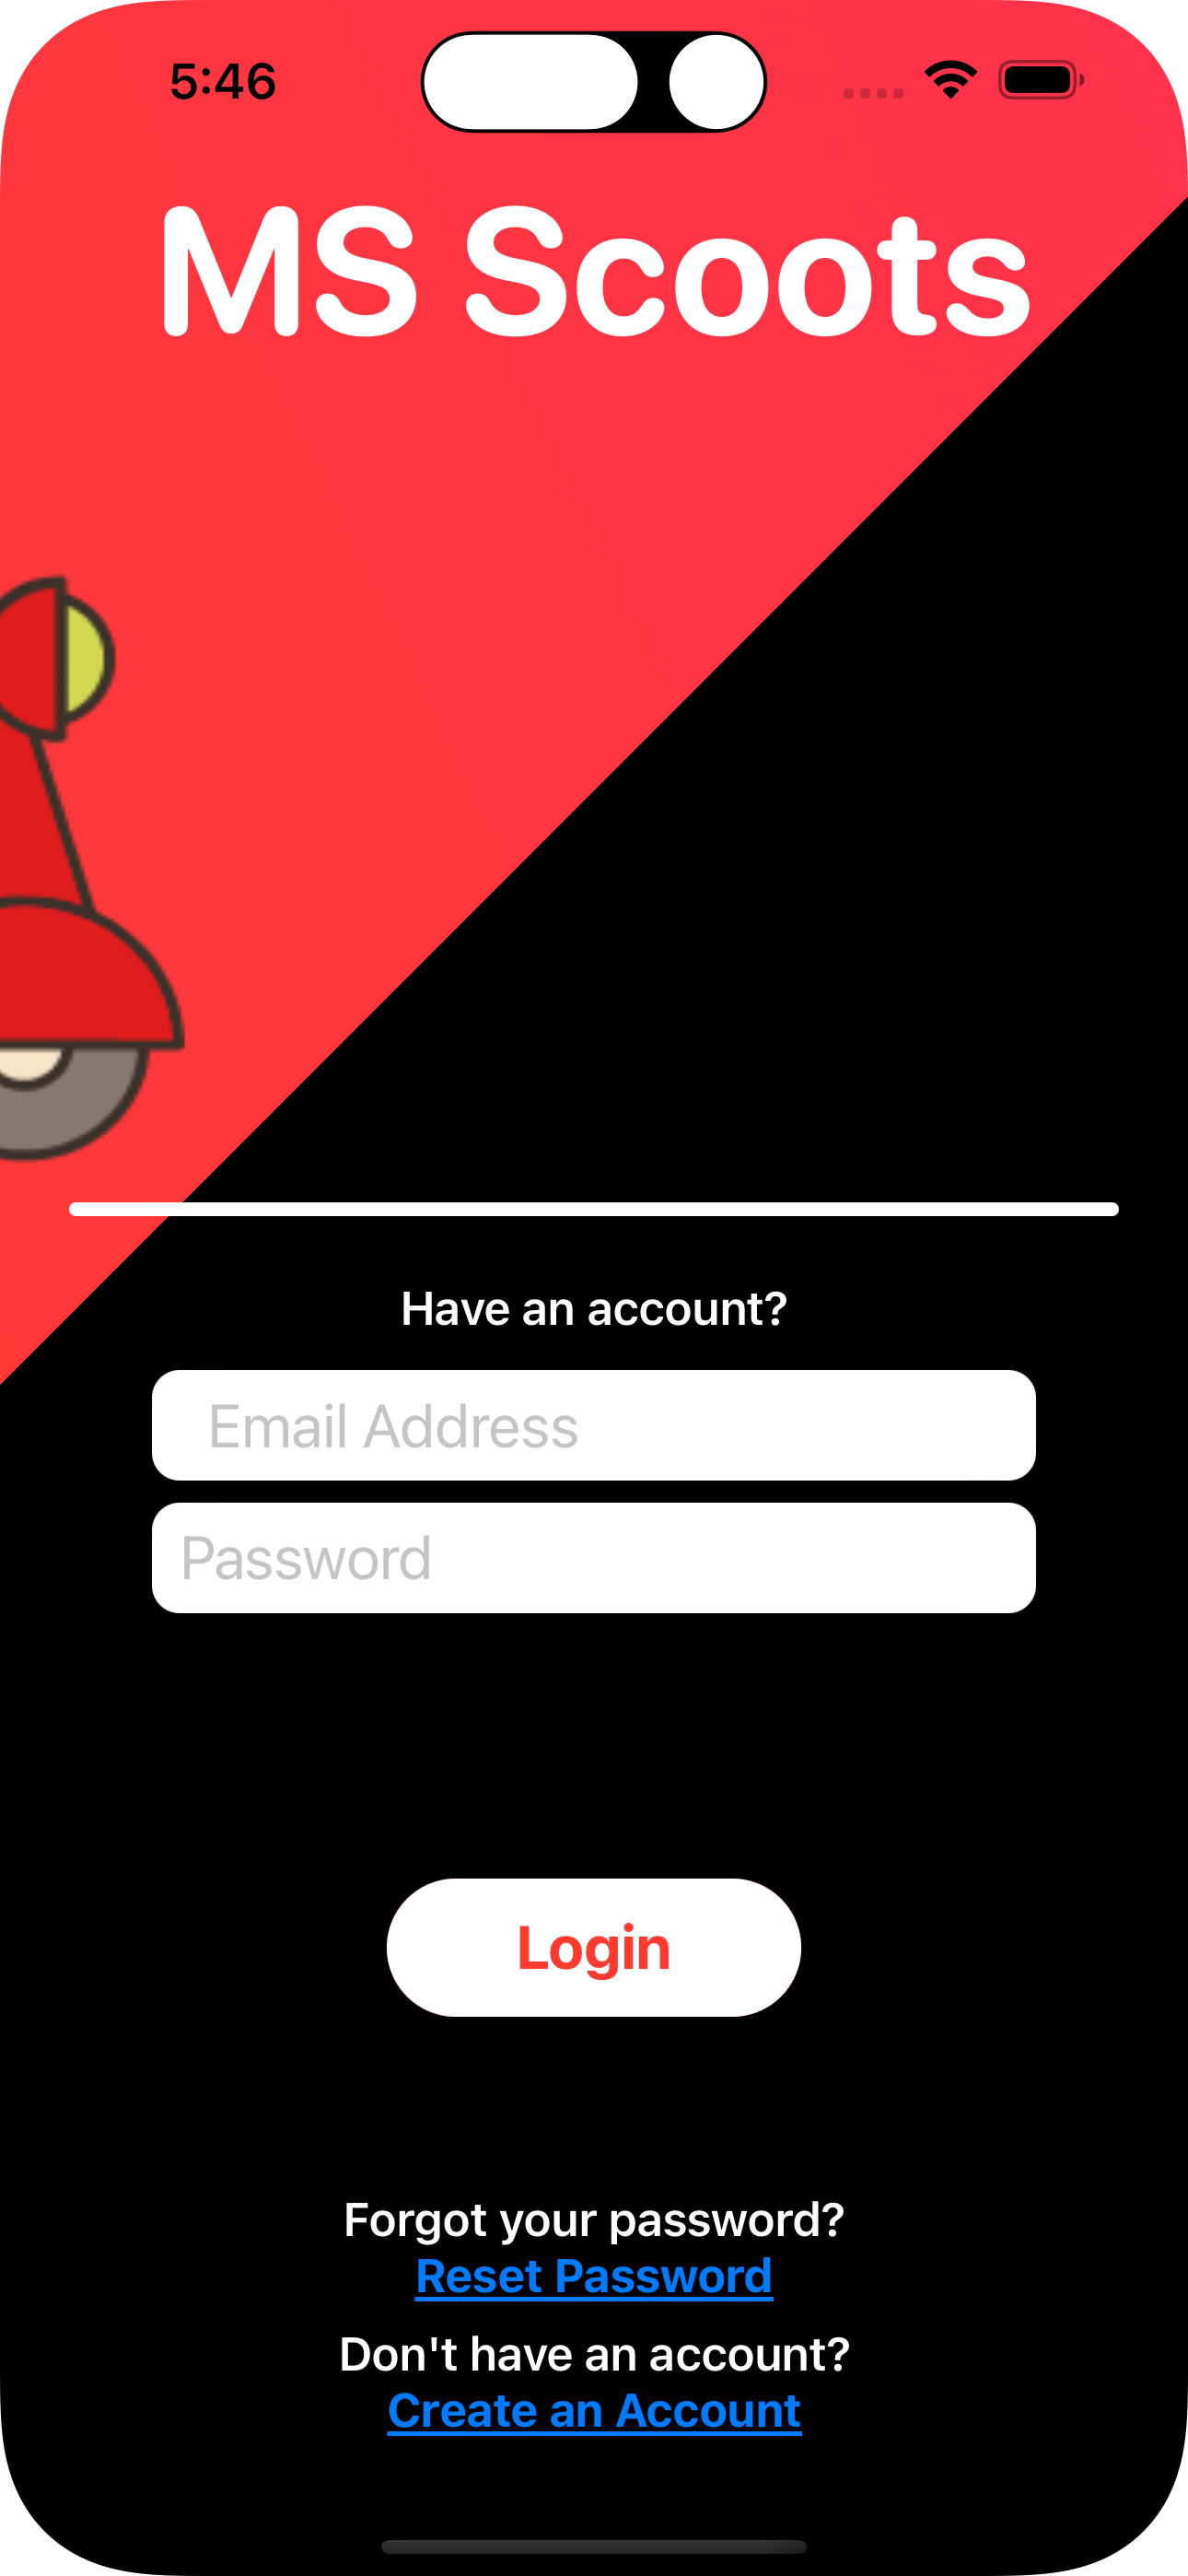 5:46
MS Scoots
Have an account?
Email Address
Password
Login
Forgot your password?
Reset Password
Don't have an account?
Create an Account